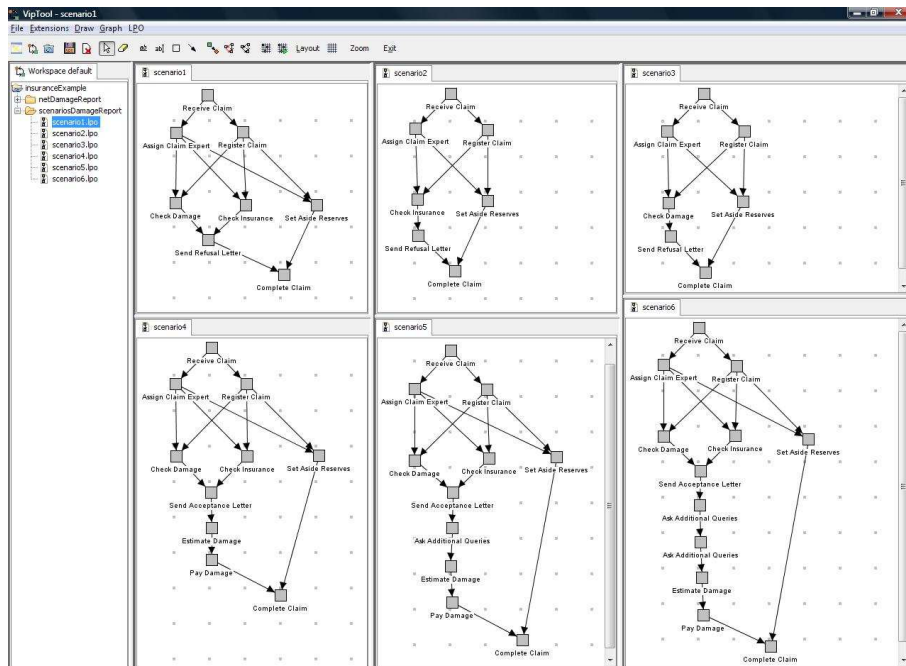 VipTool - scenario1
File Extensions Draw Graph LPO
ab ab| Layout Zoom Exit
Workspace default
insuranceExample
netDamageReport
scenariosDamageReport
scenario1.lpo
scenario2.lpo
scenario3.lpo
scenario4.lpo
scenario5.lpo
scenario6.lpo
scenario1
Receive Claim
Assign Claim Expert
Register Claim
Check Damage
Check Insurance
Set Aside Reserves
Send Refusal Letter
Complete Claim
scenario2
Receive Claim
Assign Claim Expert
Register Claim
Check Insurance
Set Aside Reserves
Send Refusal Letter
Complete Claim
scenario3
Receive Claim
Assign Claim Expert
Register Claim
Check Damage
Set Aside Reserves
Send Refusal Letter
Complete Claim
scenario4
Receive Claim
Assign Claim Expert
Register Claim
Check Damage
Check Insurance
Set Aside Reserves
Send Acceptance Letter
Estimate Damage
Pay Damage
Complete Claim
scenario5
Receive Claim
Assign Claim Expert
Register Claim
Check Damage
Check Insurance
Set Aside Reserves
Send Acceptance Letter
Ask Additional Queries
Estimate Damage
Pay Damage
Complete Claim
scenario6
Receive Claim
Assign Claim Expert
Register Claim
Check Damage
Check Insurance
Set Aside Reserves
Send Acceptance Letter
Ask Additional Queries
Ask Additional Queries
Estimate Damage
Pay Damage
Complete Claim